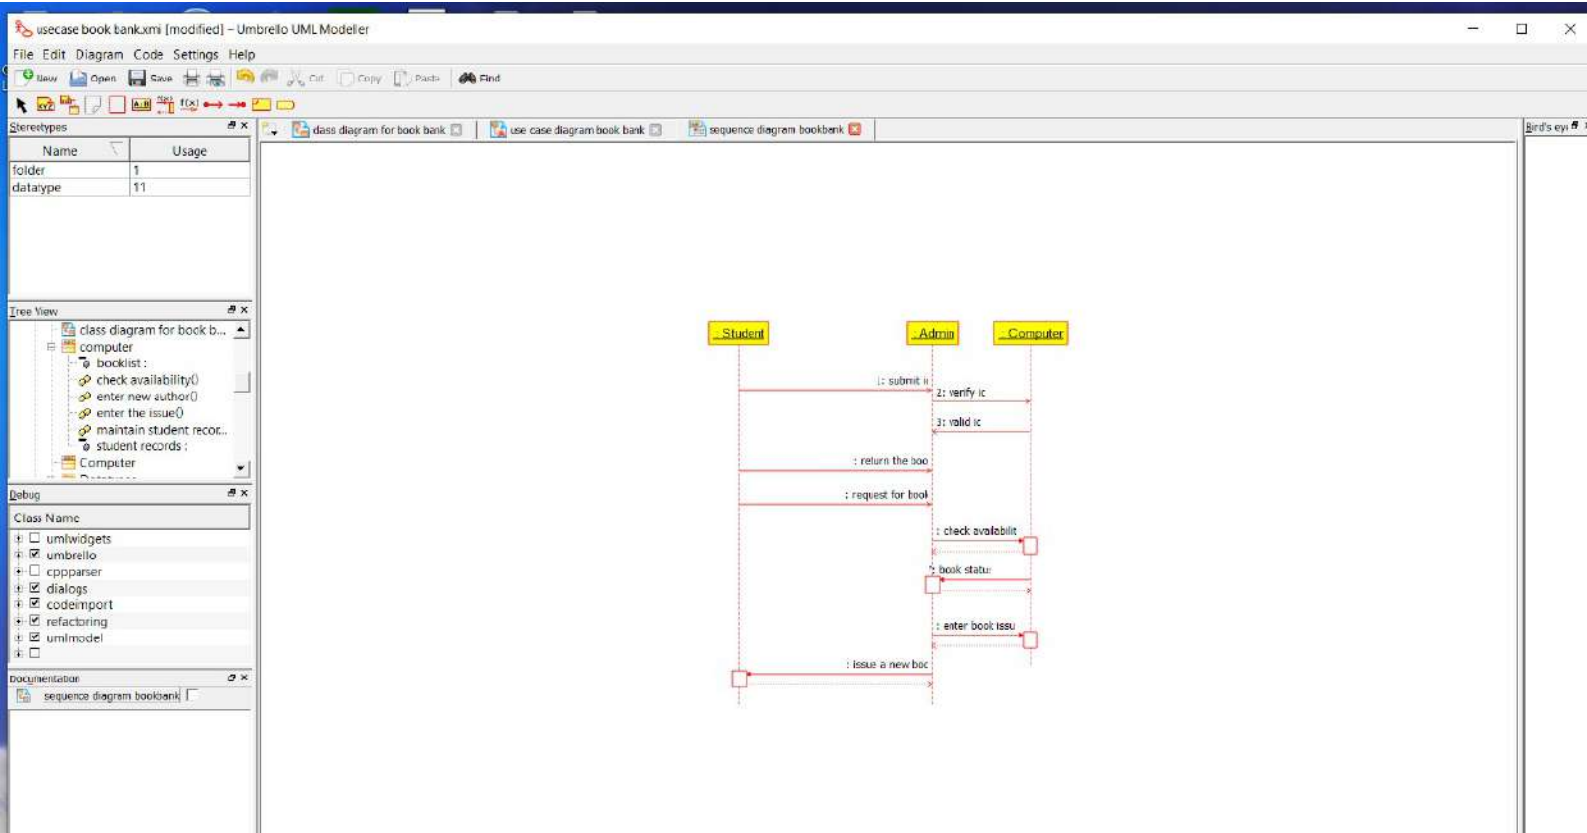 usecase book bank.xmi [modified] – Umbrello UML Modeller
File Edit Diagram Code Settings Help
New Open Save Cut Copy Paste Find
Stereotypes
class diagram for book bank
use case diagram book bank
sequence diagram bookbank
Bird's eye
Name Usage
folder 1
datatype 11
Tree View
class diagram for book b...
computer
booklist :
check availability()
enter new author()
enter the issue()
maintain student recor...
student records :
Computer
Debug
Class Name
umlwidgets
umbrello
cppparser
dialogs
codeimport
refactoring
umlmodel
Documentation
sequence diagram bookbank
: Student
: Admin
: Computer
: submit i
2: verify ic
3: valid ic
: return the boo
: request for book
: check availabilit
: book statu
: enter book issu
: issue a new boo